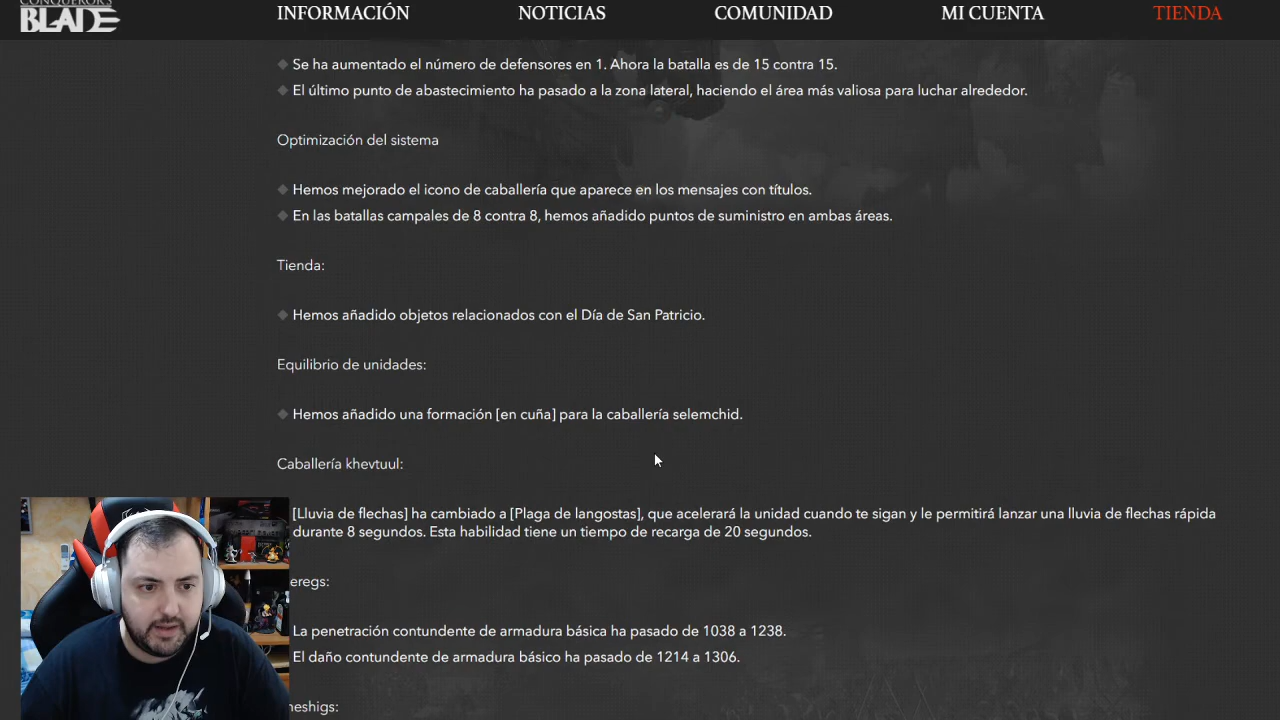 CONQUEROR'S
BLADE
INFORMACIÓN
NOTICIAS
COMUNIDAD
MI CUENTA
TIENDA
Se ha aumentado el número de defensores en 1. Ahora la batalla es de 15 contra 15.
El último punto de abastecimiento ha pasado a la zona lateral, haciendo el área más valiosa para luchar alrededor.
Optimización del sistema
Hemos mejorado el icono de caballería que aparece en los mensajes con títulos.
En las batallas campales de 8 contra 8, hemos añadido puntos de suministro en ambas áreas.
Tienda:
Hemos añadido objetos relacionados con el Día de San Patricio.
Equilibrio de unidades:
Hemos añadido una formación [en cuña] para la caballería selemchid.
Caballería khevtuul:
[Lluvia de flechas] ha cambiado a [Plaga de langostas], que acelerará la unidad cuando te sigan y le permitirá lanzar una lluvia de flechas rápida
durante 8 segundos. Esta habilidad tiene un tiempo de recarga de 20 segundos.
eregs:
La penetración contundente de armadura básica ha pasado de 1038 a 1238.
El daño contundente de armadura básico ha pasado de 1214 a 1306.
neshigs: